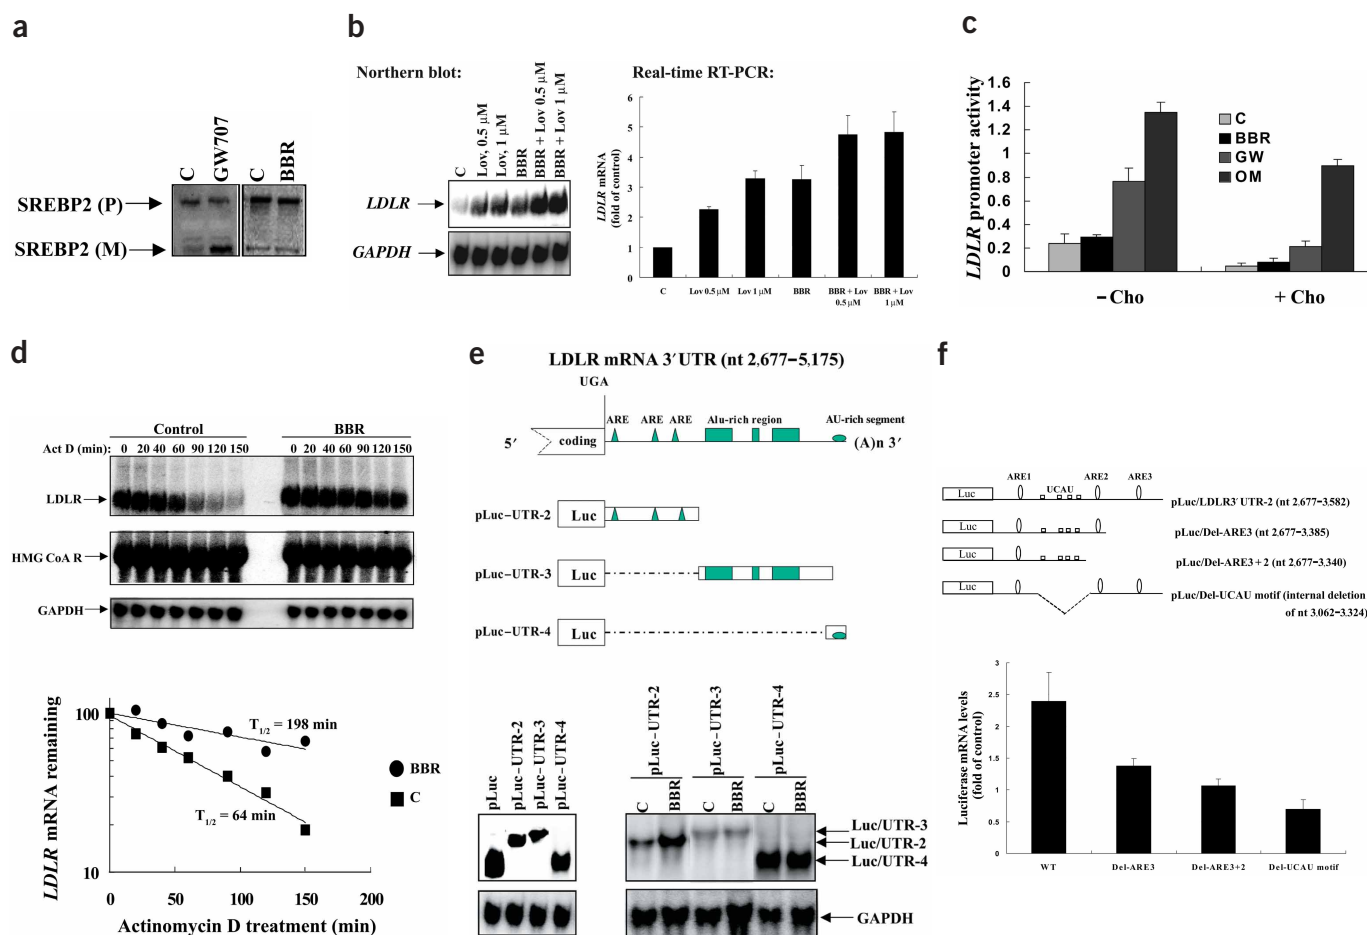 a
C
GW707
C
BBR
SREBP2 (P)
SREBP2 (M)
b
Northern blot:
C
Lov, 0.5 µM
Lov, 1 µM
BBR
BBR + Lov 0.5 µM
BBR + Lov 1 µM
LDLR
GAPDH
Real-time RT-PCR:
LDLR mRNA
(fold of control)
6
5
4
3
2
1
0
C
Lov 0.5 µM
Lov 1 µM
BBR
BBR + Lov
0.5 µM
BBR + Lov
1 µM
c
LDLR promoter activity
1.6
1.4
1.2
1
0.8
0.6
0.4
0.2
0
C
BBR
GW
OM
– Cho
+ Cho
d
Control
BBR
Act D (min): 0 20 40 60 90 120 150 0 20 40 60 90 120 150
LDLR
HMG CoA R
GAPDH
LDLR mRNA remaining
100
10
T1/2 = 198 min
T1/2 = 64 min
BBR
C
0 50 100 150 200
Actinomycin D treatment (min)
e
LDLR mRNA 3′UTR (nt 2,677–5,175)
UGA
ARE ARE ARE Alu-rich region AU-rich segment
5′ coding (A)n 3′
pLuc–UTR-2 Luc
pLuc–UTR-3 Luc
pLuc–UTR-4 Luc
pLuc
pLuc–UTR-2
pLuc–UTR-3
pLuc–UTR-4
pLuc–UTR-2
pLuc–UTR-3
pLuc–UTR-4
C
BBR
C
BBR
C
BBR
Luc/UTR-3
Luc/UTR-2
Luc/UTR-4
GAPDH
f
ARE1 UCAU ARE2 ARE3
Luc pLuc/LDLR3′UTR-2 (nt 2.677–3.582)
Luc pLuc/Del-ARE3 (nt 2.677–3.385)
Luc pLuc/Del-ARE3+2 (nt 2.677–3.340)
Luc pLuc/Del-UCAU motif (internal deletion
of nt 3.062–3.324)
Luciferase mRNA levels
(fold of control)
3
2.5
2
1.5
1
0.5
0
WT
Del-ARE3
Del-ARE3+2
Del-UCAU motif